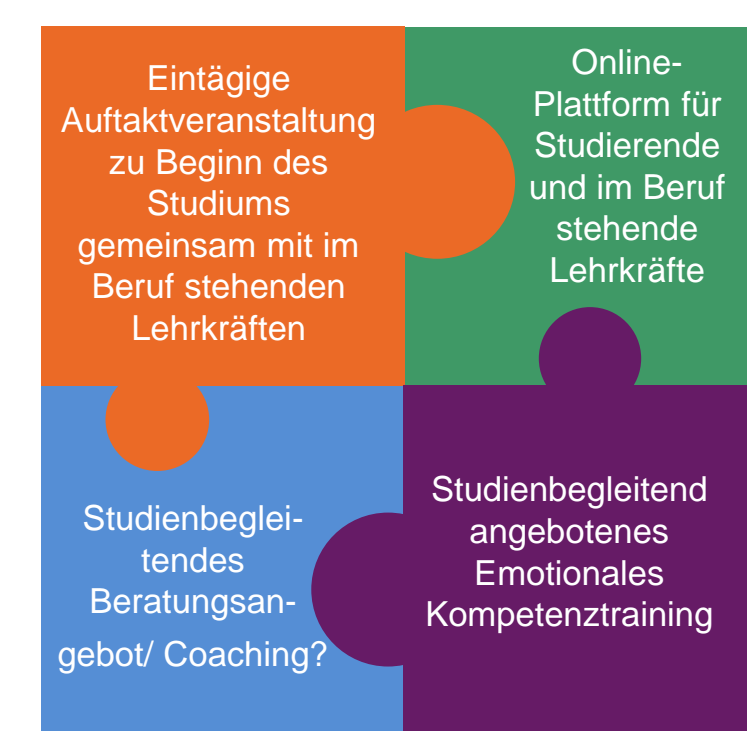 Eintägige
Auftaktveranstaltung
zu Beginn des
Studiums
gemeinsam mit im
Beruf stehenden
Lehrkräften
Online-
Plattform für
Studierende
und im Beruf
stehende
Lehrkräfte
Studienbeglei-
tendes
Beratungsan-
gebot/ Coaching?
Studienbegleitend
angebotenes
Emotionales
Kompetenztraining